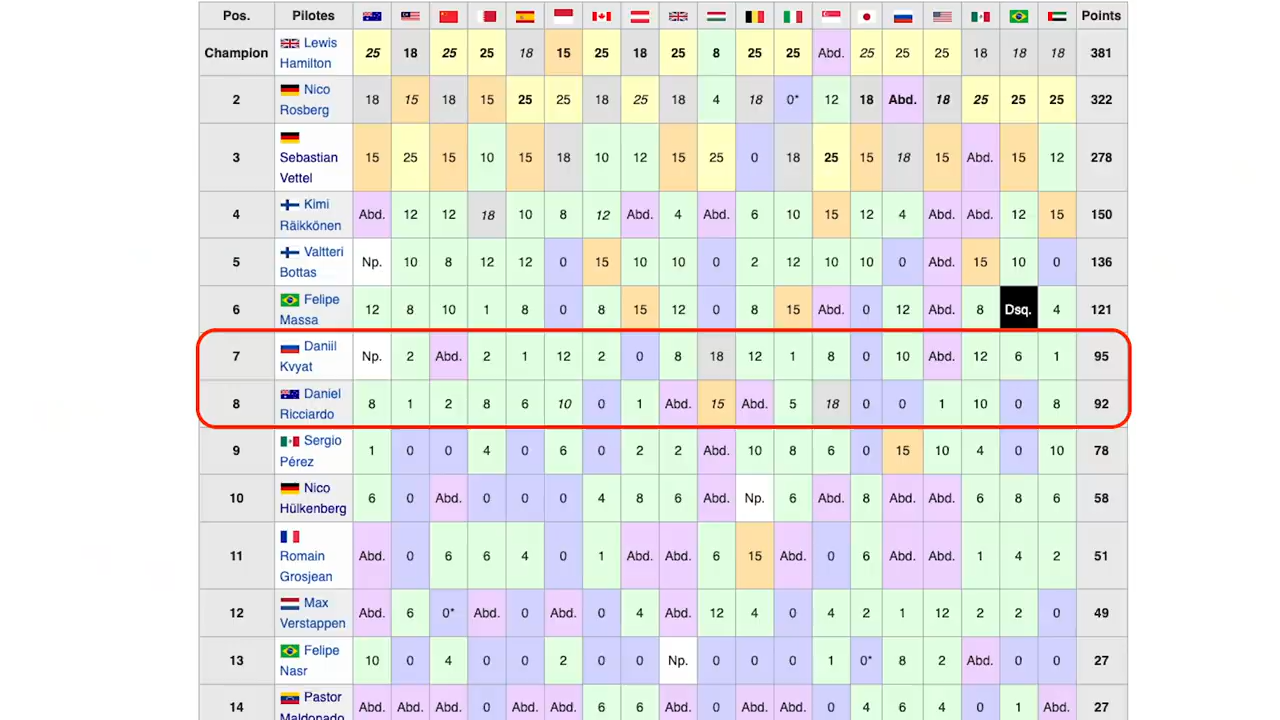 Pos. Pilotes Points
Champion Lewis Hamilton 25 18 25 25 18 15 25 18 25 8 25 25 Abd. 25 25 25 18 18 18 381
2 Nico Rosberg 18 15 18 15 25 25 18 25 18 4 18 0* 12 18 Abd. 18 25 25 25 322
3 Sebastian Vettel 15 25 15 10 15 18 10 12 15 25 0 18 25 15 18 15 Abd. 15 12 278
4 Kimi Räikkönen Abd. 12 12 18 10 8 12 Abd. 4 Abd. 6 10 15 12 4 Abd. Abd. 12 15 150
5 Valtteri Bottas Np. 10 8 12 12 0 15 10 10 0 2 12 10 10 0 Abd. 15 10 0 136
6 Felipe Massa 12 8 10 1 8 0 8 15 12 0 8 15 Abd. 0 12 Abd. 8 Dsq. 4 121
7 Daniil Kvyat Np. 2 Abd. 2 1 12 2 0 8 18 12 1 8 0 10 Abd. 12 6 1 95
8 Daniel Ricciardo 8 1 2 8 6 10 0 1 Abd. 15 Abd. 5 18 0 0 1 10 0 8 92
9 Sergio Pérez 1 0 0 4 0 6 0 2 2 Abd. 10 8 6 0 15 10 4 0 10 78
10 Nico Hülkenberg 6 0 Abd. 0 0 0 4 8 6 Abd. Np. 6 Abd. 8 Abd. Abd. 6 8 6 58
11 Romain Grosjean Abd. 0 6 6 4 0 1 Abd. Abd. 6 15 Abd. 0 6 Abd. Abd. 1 4 2 51
12 Max Verstappen Abd. 6 0* Abd. 0 Abd. 0 4 Abd. 12 4 0 4 2 1 12 2 2 0 49
13 Felipe Nasr 10 0 4 0 0 2 0 0 Np. 0 0 0 1 0* 8 2 Abd. 0 0 27
14 Pastor Maldonado Abd. Abd. Abd. 0 Abd. Abd. 6 6 Abd. 0 Abd. Abd. 0 4 6 4 0 1 Abd. 27